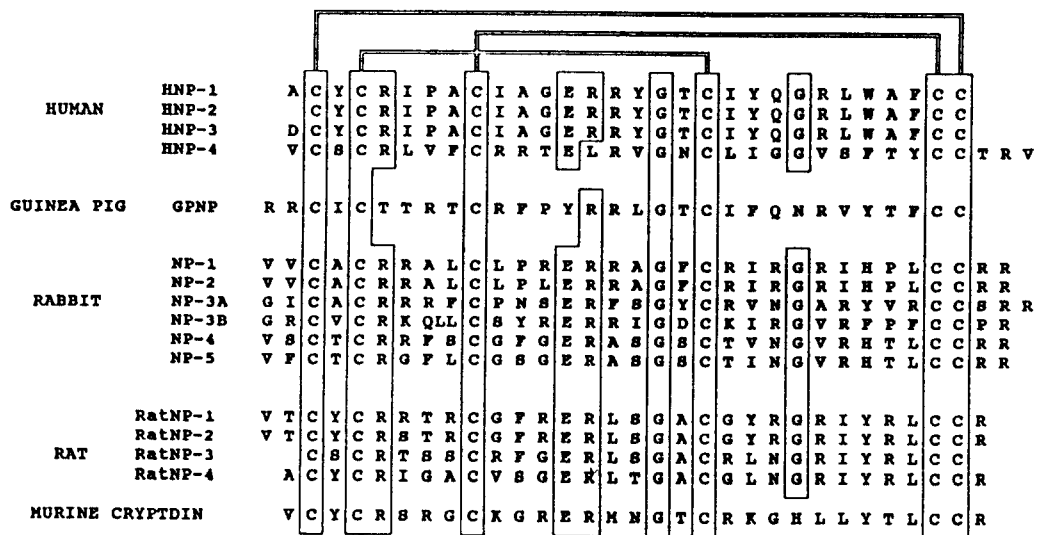 HNP-1 A C Y C R I P A C I A G E R R Y G T C I Y Q G R L W A F C C
HUMAN HNP-2 C Y C R I P A C I A G E R R Y G T C I Y Q G R L W A F C C
HNP-3 D C Y C R I P A C I A G E R R Y G T C I Y Q G R L W A F C C
HNP-4 V C S C R L V F C R R T E L R V G N C L I G G V S F T Y C C T R V
GUINEA PIG GPNP R R C I C T T R T C R F P Y R R L G T C I F Q N R V Y T F C C
NP-1 V V C A C R R A L C L P R E R R A G F C R I R G R I H P L C C R R
NP-2 V V C A C R R A L C L P L E R R A G F C R I R G R I H P L C C R R
RABBIT NP-3A G I C A C R R R F C P N S E R F S G Y C R V N G A R Y V R C C S R R
NP-3B G R C V C R K Q LL C S Y R E R R I G D C K I R G V R F P F C C P R
NP-4 V S C T C R R F S C G F G E R A S G S C T V N G V R H T L C C R R
NP-5 V F C T C R G F L C G S G E R A S G S C T I N G V R H T L C C R R
RatNP-1 V T C Y C R R T R C G F R E R L S G A C G Y R G R I Y R L C C R
RatNP-2 V T C Y C R S T R C G F R E R L S G A C G Y R G R I Y R L C C R
RAT RatNP-3 C S C R T S S C R F G E R L S G A C R L N G R I Y R L C C
RatNP-4 A C Y C R I G A C V S G E R L T G A C G L N G R I Y R L C C R
MURINE CRYPTDIN V C Y C R S R G C K G R E R M N G T C R K G H L L Y T L C C R